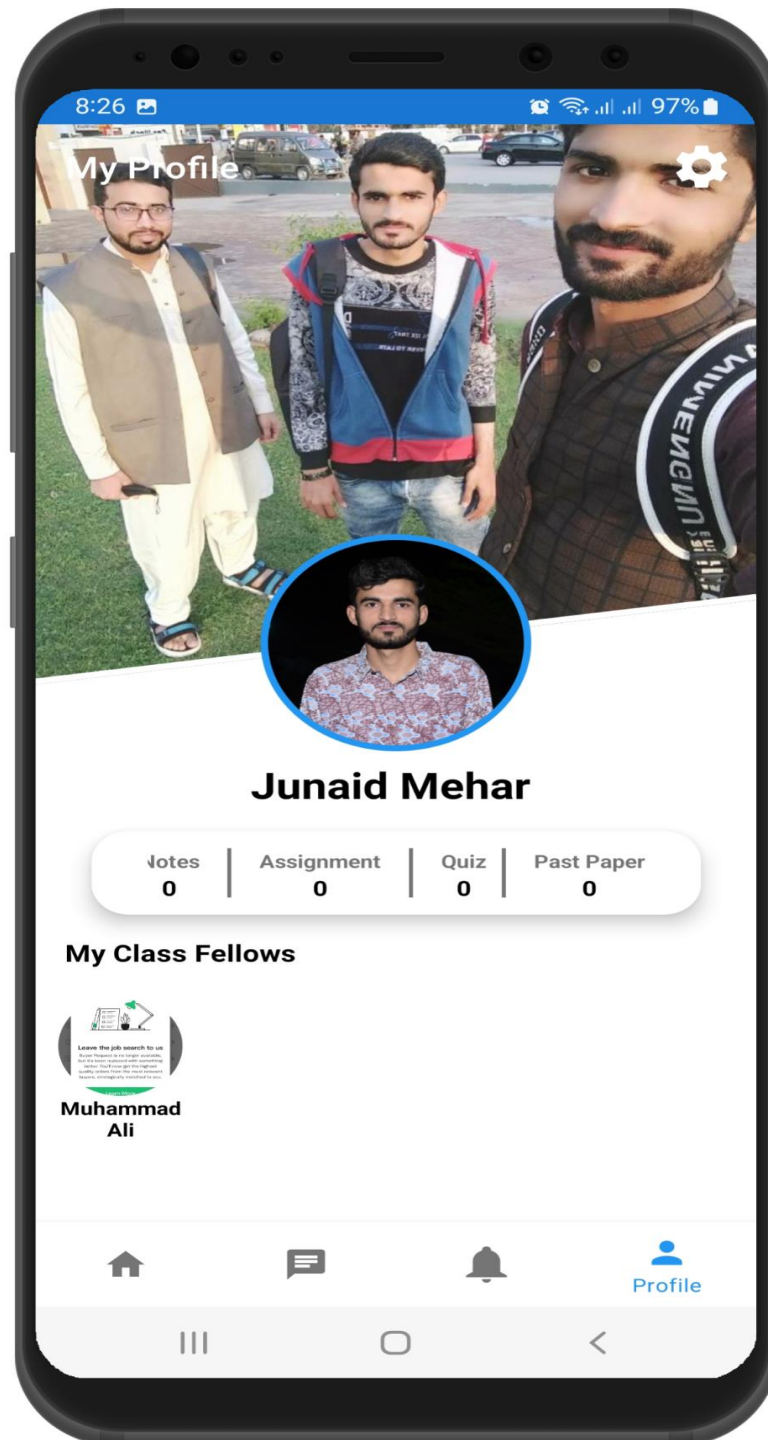 8:26
97%
My Profile
Junaid Mehar
Notes Assignment Quiz Past Paper
0 0 0 0
My Class Fellows
Leave the job search to us
Muhammad
Ali
Profile